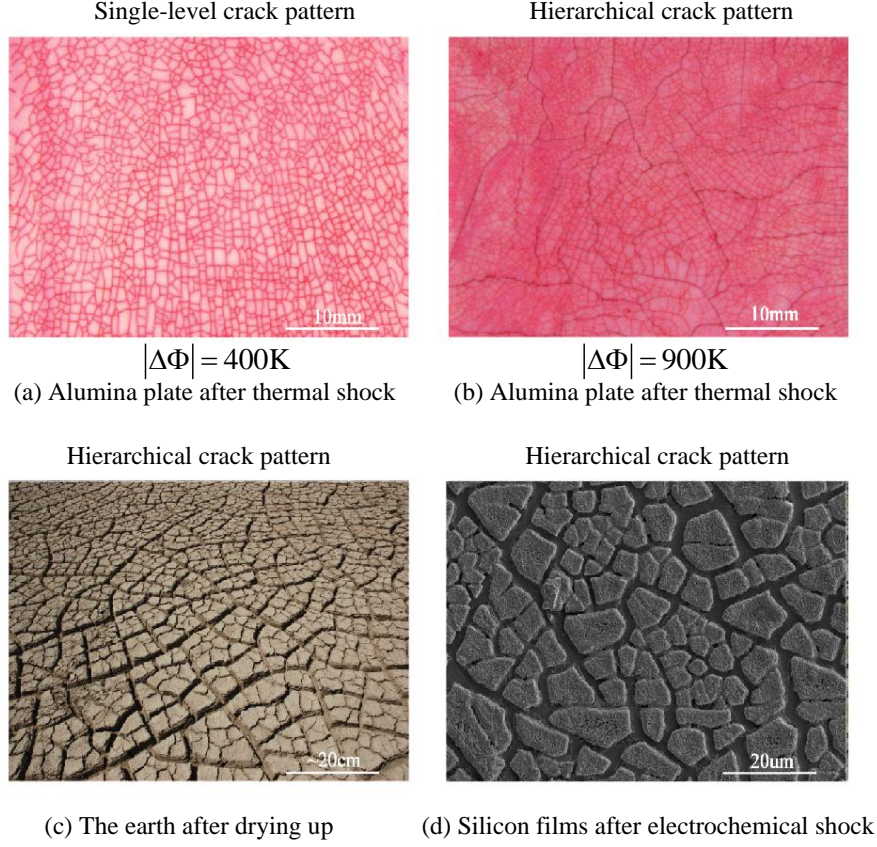 Single-level crack pattern
Hierarchical crack pattern
10mm
10mm
|ΔΦ| = 400K
|ΔΦ| = 900K
(a) Alumina plate after thermal shock
(b) Alumina plate after thermal shock
Hierarchical crack pattern
Hierarchical crack pattern
~20cm
20um
(c) The earth after drying up
(d) Silicon films after electrochemical shock